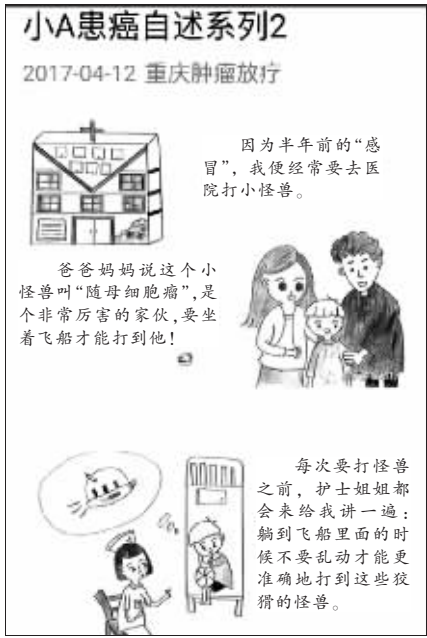 小A患癌自述系列2
2017-04-12 重庆肿瘤放疗
因为半年前的“感
冒”，我便经常要去医
院打小怪兽。
爸爸妈妈说这个小
怪兽叫“随母细胞瘤”,是
个非常厉害的家伙,要坐
着飞船才能打到他!
每次要打怪兽
之前，护士姐姐都
会来给我讲一遍：
躺到飞船里面的时
候不要乱动才能更
准确地打到这些狡
猾的怪兽。